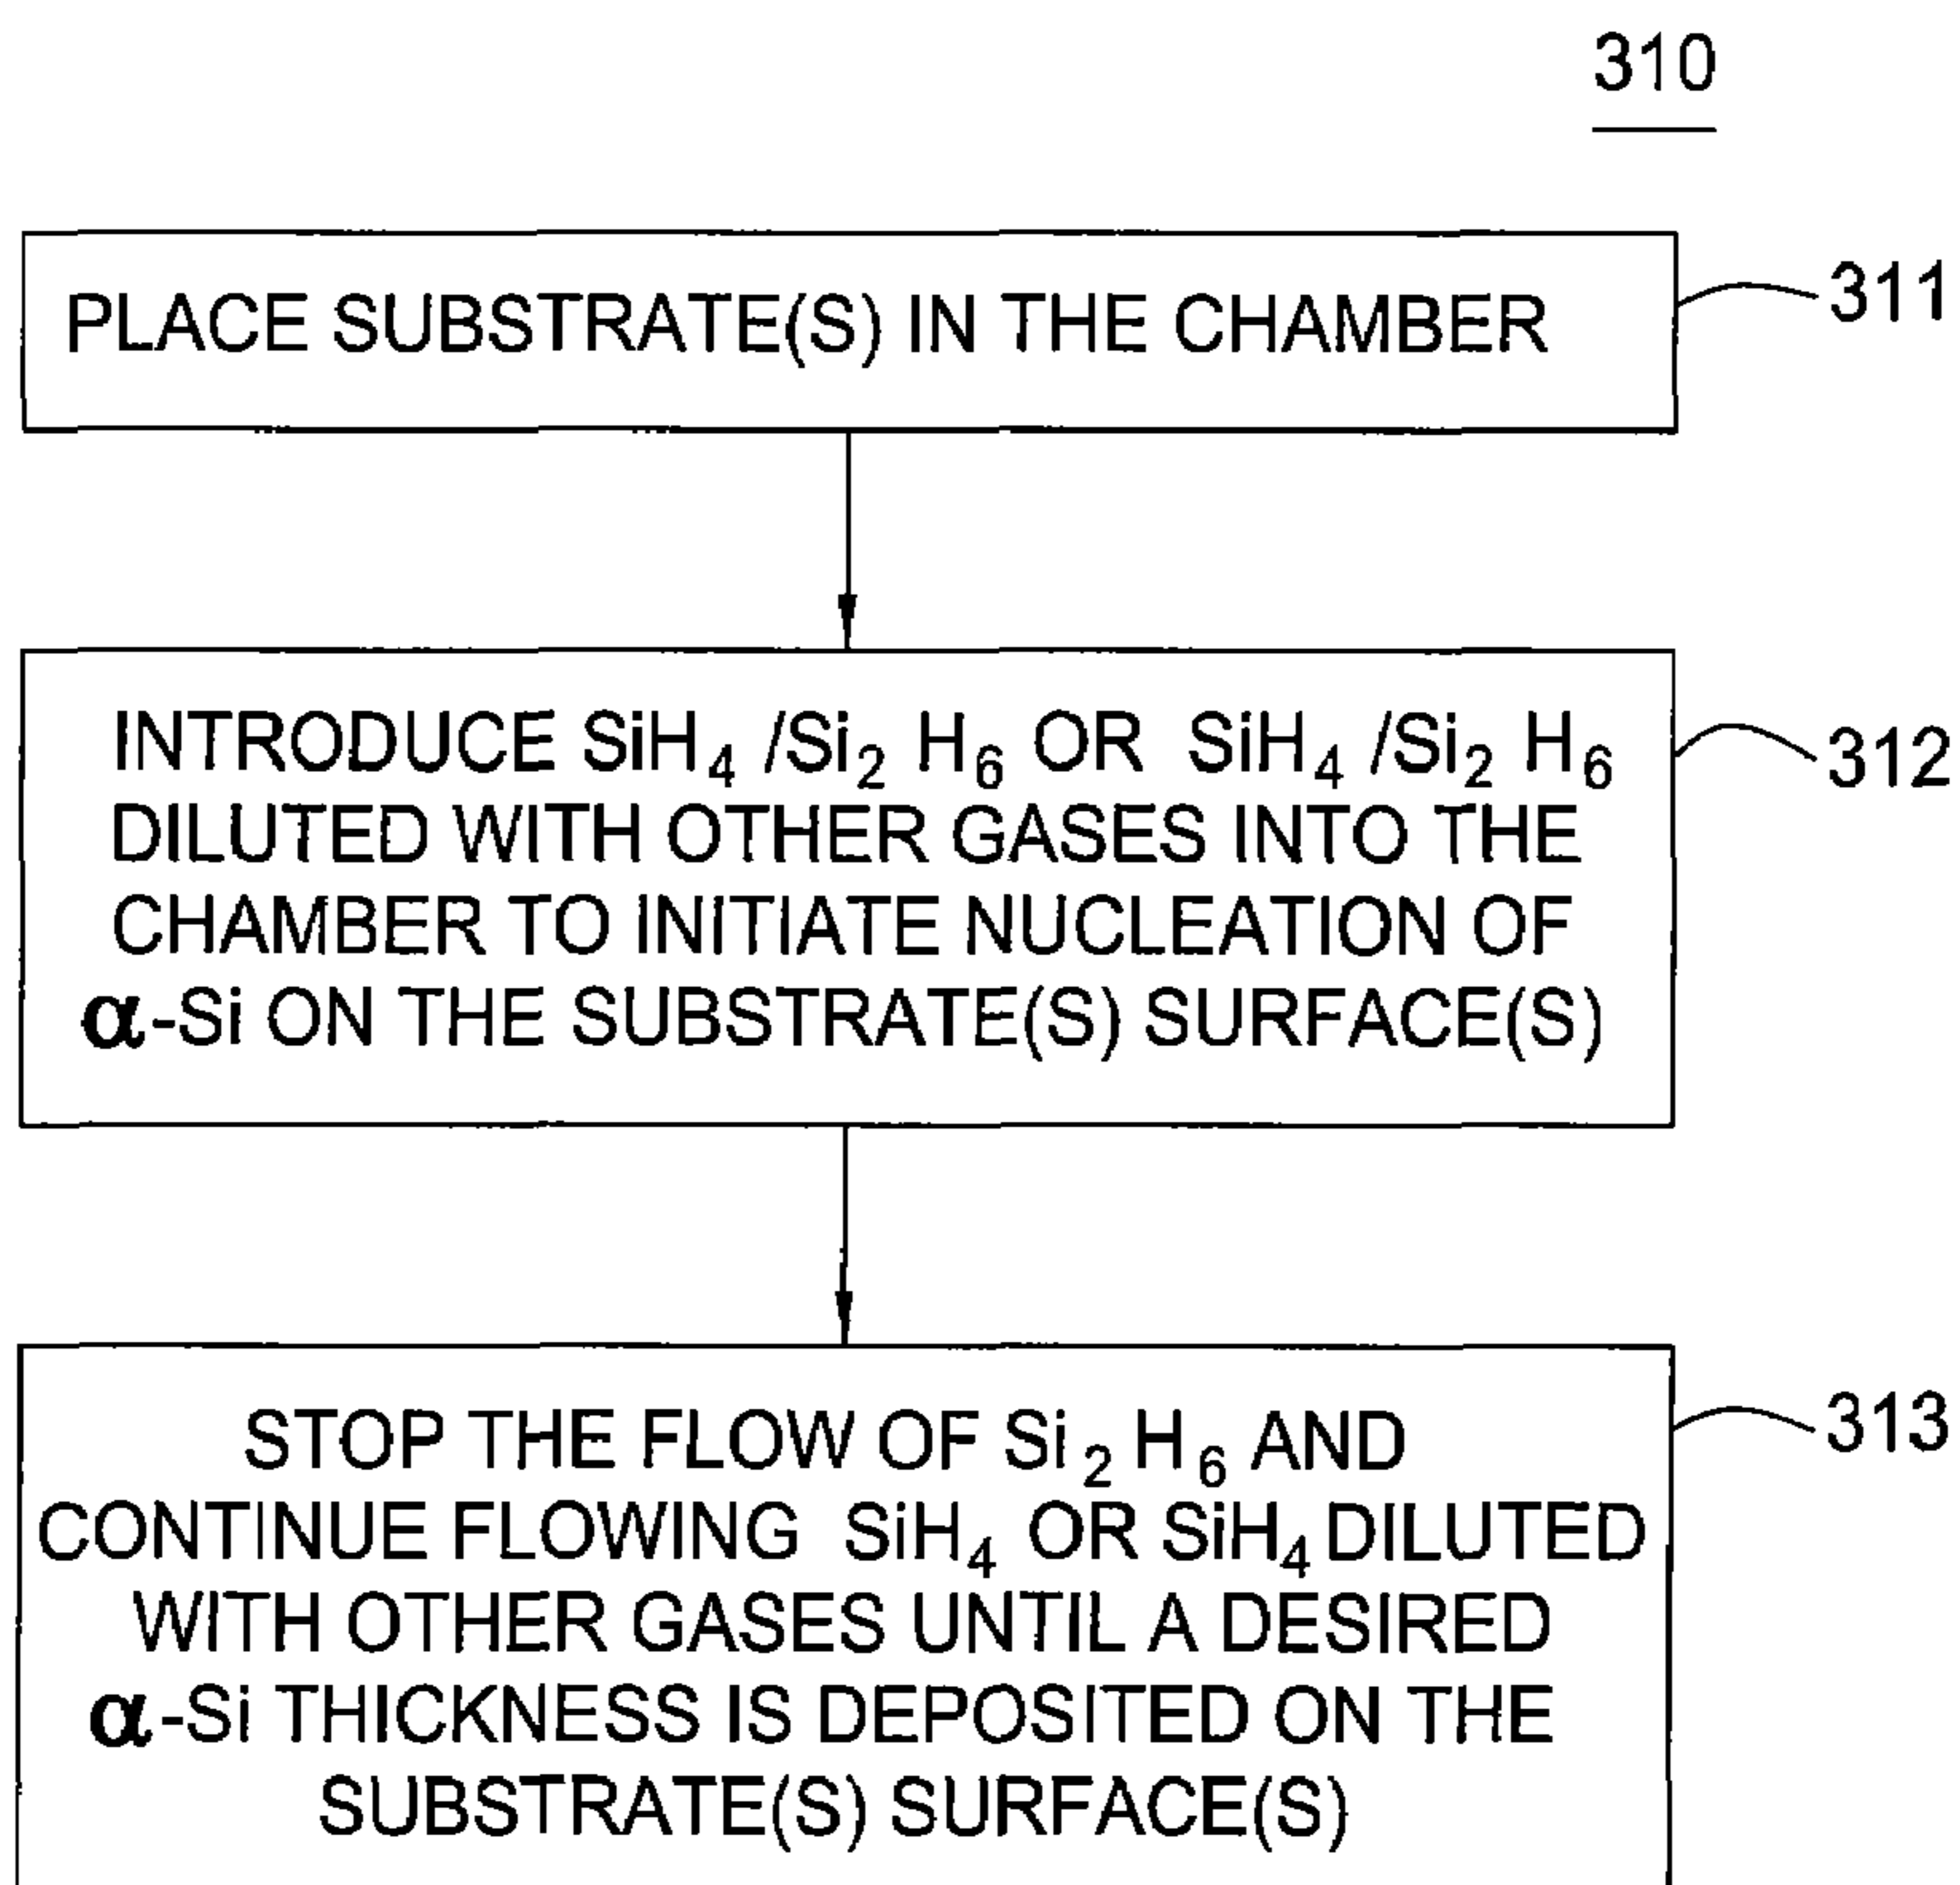 310
PLACE SUBSTRATE(S) IN THE CHAMBER
311
INTRODUCE SiH₄ /Si₂ H₆ OR SiH₄ /Si₂ H₆
312
DILUTED WITH OTHER GASES INTO THE
CHAMBER TO INITIATE NUCLEATION OF
α-Si ON THE SUBSTRATE(S) SURFACE(S)
STOP THE FLOW OF Si₂ H₆ AND
313
CONTINUE FLOWING SiH₄ OR SiH₄ DILUTED
WITH OTHER GASES UNTIL A DESIRED
α-Si THICKNESS IS DEPOSITED ON THE
SUBSTRATE(S) SURFACE(S)